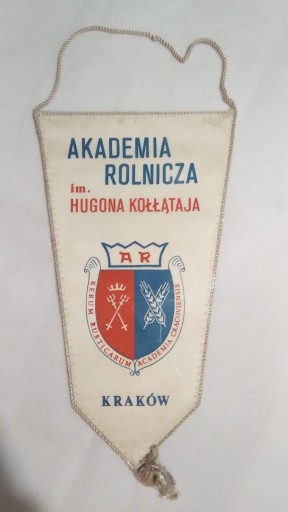 AKADEMIA
ROLNICZA
im.
HUGONA KOŁŁĄTAJA
AR
RERUM RUSTICARUM ACADEMIA CRACOVIENSIS
KRAKÓW